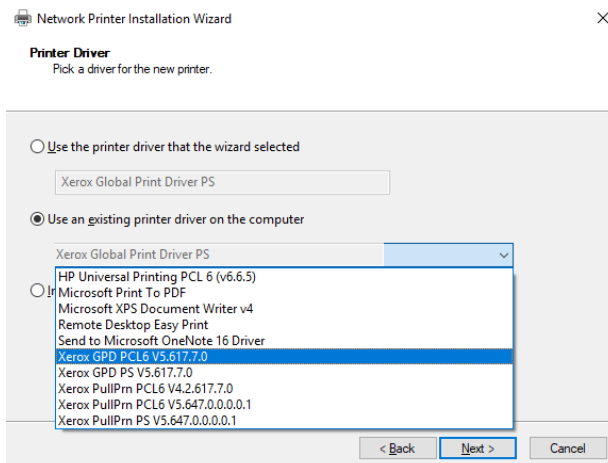 Network Printer Installation Wizard
Printer Driver
Pick a driver for the new printer.
Use the printer driver that the wizard selected
Xerox Global Print Driver PS
Use an existing printer driver on the computer
Xerox Global Print Driver PS
HP Universal Printing PCL 6 (v6.6.5)
Microsoft Print To PDF
Microsoft XPS Document Writer v4
Remote Desktop Easy Print
Send to Microsoft OneNote 16 Driver
Xerox GPD PCL6 V5.617.7.0
Xerox GPD PS V5.617.7.0
Xerox PullPrn PCL6 V4.2.617.7.0
Xerox PullPrn PCL6 V5.647.0.0.0.1
Xerox PullPrn PS V5.647.0.0.0.1
< Back Next > Cancel